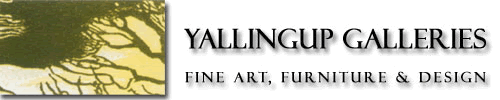 YALLINGUP GALLERIES
FINE ART, FURNITURE & DESIGN